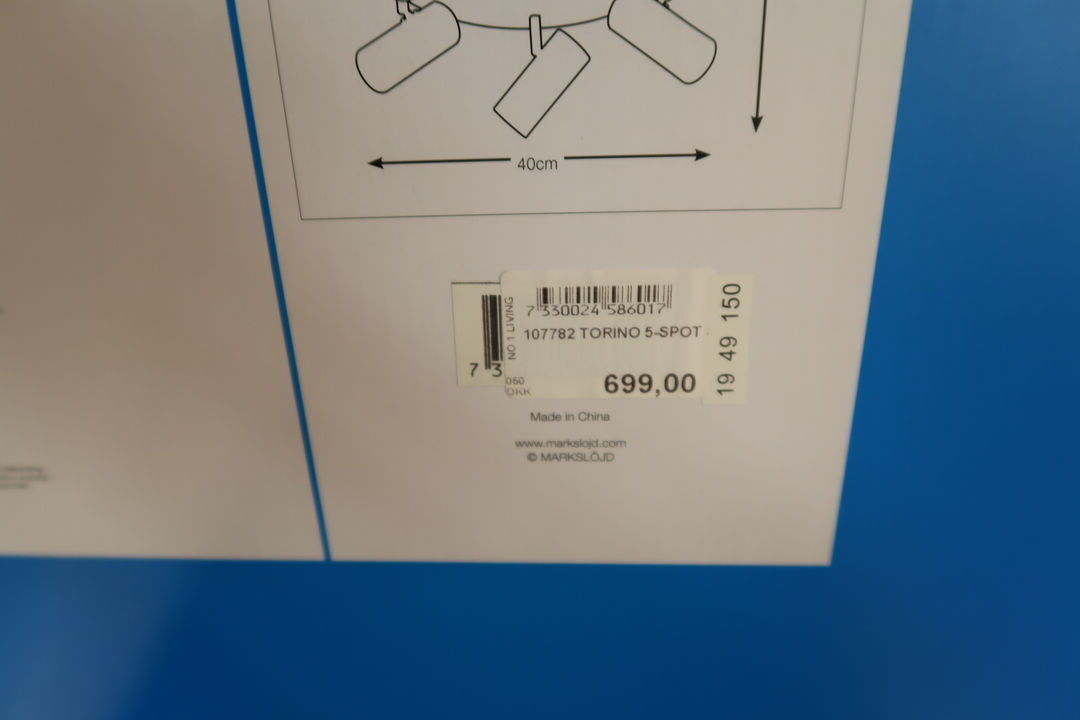 40cm
7 3
NO 1 LIVING
7 330024 586017
107782 TORINO 5-SPOT
060
DKK
699,00
19 49 150
Made in China
www.markslojd.com
© MARKSLÖJD